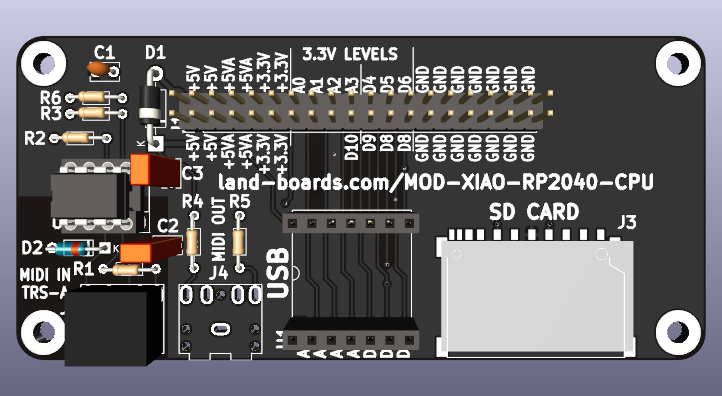 C1
D1
3.3V LEVELS
+5V
+5V
+5VA
+5VA
+3.3V
+3.3V
A0
A1
A2
A3
D4
D5
D6
GND
GND
GND
GND
GND
GND
GND
R6
R3
R2
K
+5V
+5V
+5VA
+5VA
+3.3V
+3.3V
D10
D9
D8
D8
GND
GND
GND
GND
GND
GND
GND
C3
land-boards.com/MOD-XIAO-RP2040-CPU
R4
MIDI OUT
R5
SD CARD
J3
C2
D2
K
R1
MIDI IN
TRS-A
J4
USB
A
A
A
A
D
D
D